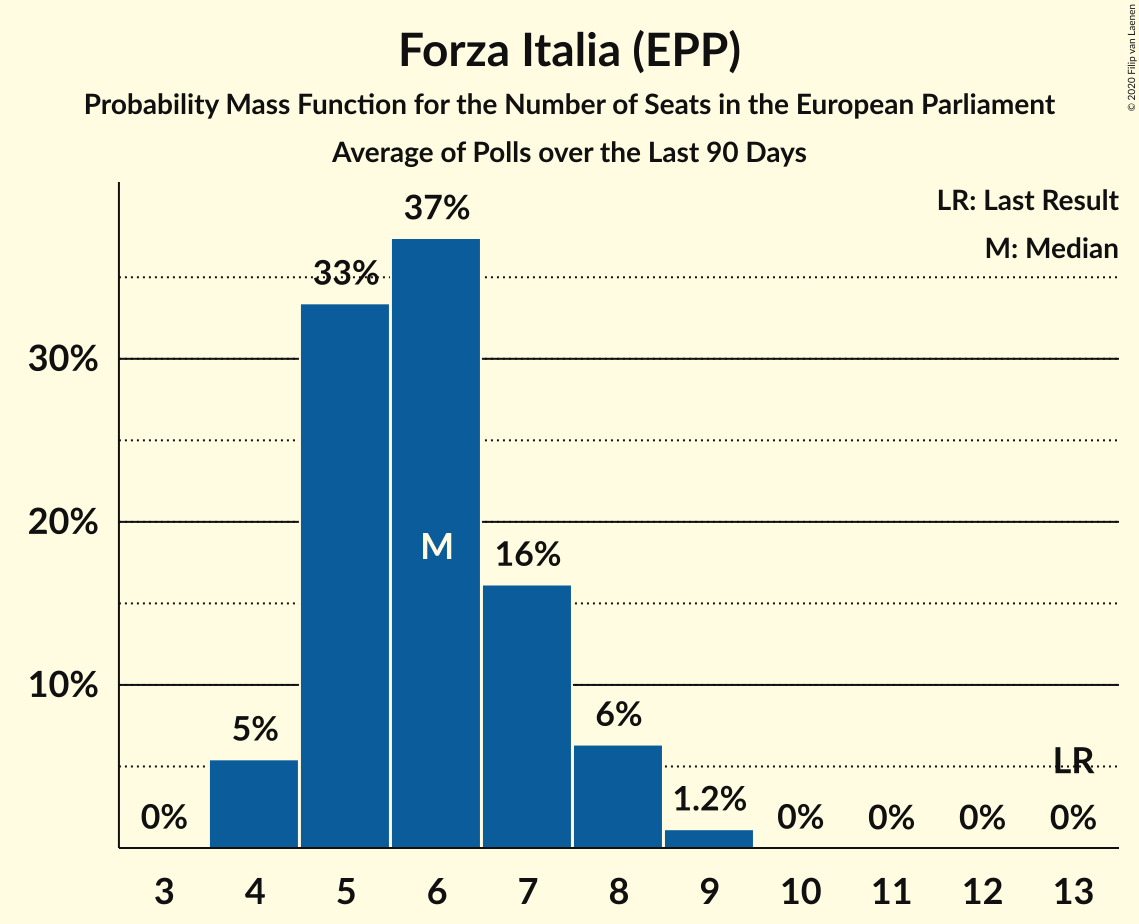 Forza Italia (EPP)
Probability Mass Function for the Number of Seats in the European Parliament
Average of Polls over the Last 90 Days
© 2020 Filip van Laenen
LR: Last Result
M: Median
37%
33%
30%
20%
M
16%
10%
5%
6%
LR
0%
1.2%
0%
0%
0%
0%
3 4 5 6 7 8 9 10 11 12 13